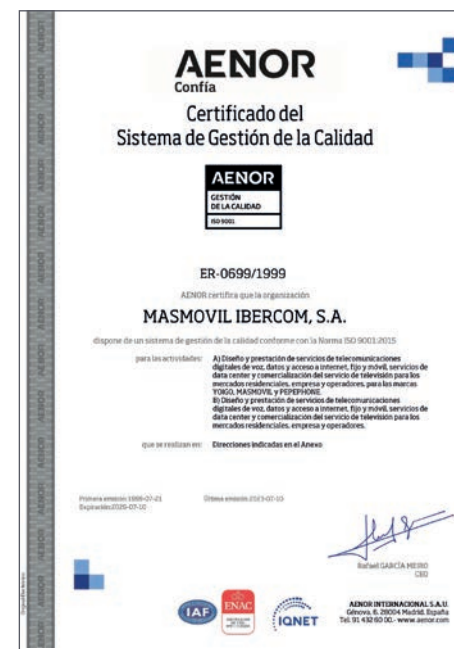 AENOR
Confía
Certificado del
Sistema de Gestión de la Calidad
AENOR
GESTIÓN
DE LA CALIDAD
ISO 9001
ER-0699/1999
AENOR certifica que la organización
MASMOVIL IBERCOM, S.A.
dispone de un sistema de gestión de la calidad conforme con la Norma ISO 9001:2015
para las actividades: A) Diseño y prestación de servicios de telecomunicaciones
digitales de voz, datos y acceso a internet, fijo y móvil, servicios de
data center y comercialización del servicio de televisión para los
mercados residenciales, empresa y operadores, para las marcas
YOIGO, MASMOVIL y PEPEPHONE.
B) Diseño y prestación de servicios de telecomunicaciones
digitales de voz, datos y acceso a internet, fijo y móvil, servicios de
data center y comercialización del servicio de televisión para los
mercados residenciales, empresa y operadores.
que se realizan en: Direcciones indicadas en el Anexo
Primera emisión: Última emisión: 2023-07-10
Expiración:
Rafael GARCÍA MEIRO
CEO
IAF
ENAC
IQNET
AENOR INTERNACIONAL S.A.U.
Génova, 6. 28004 Madrid. España
Tel. 91 432 60 00.- www.aenor.com